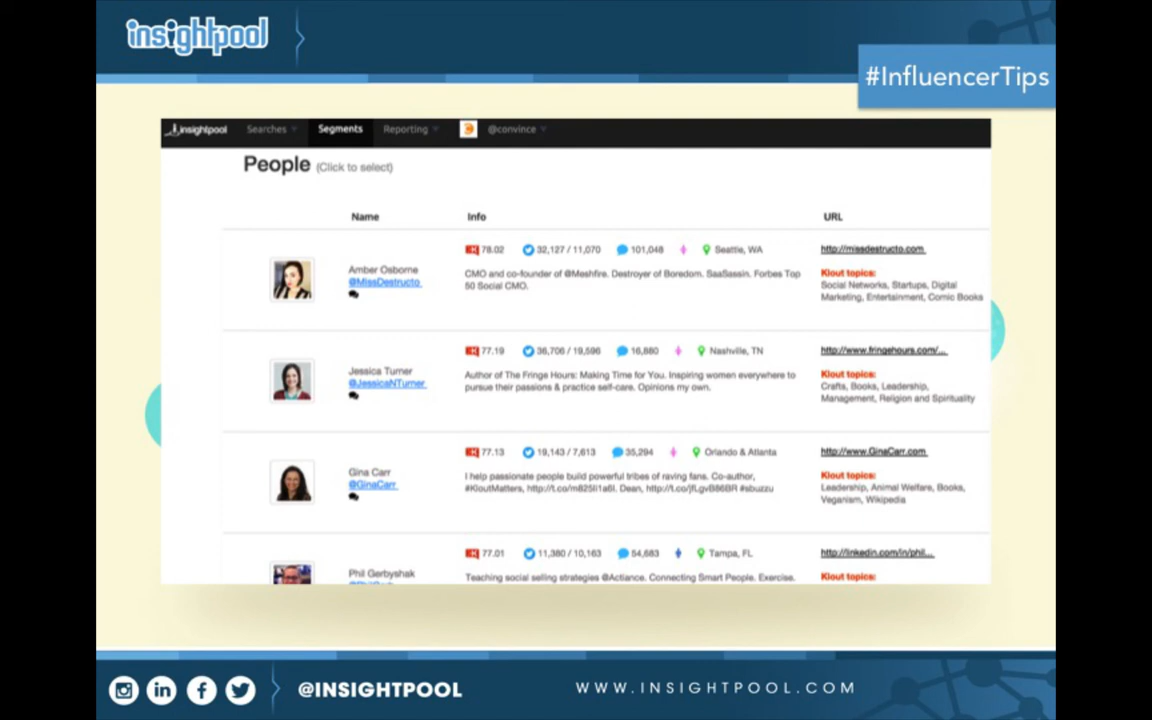 insightpool
#InfluencerTips
insightpool Searches Segments Reporting @convince
People (Click to select)
Name Info URL
78.02 32,127 / 11,070 101,048 Seattle, WA http://missdestructo.com
Amber Osborne
@MissDestructo
CMO and co-founder of @Meshfire. Destroyer of Boredom. SaaSassin. Forbes Top
50 Social CMO.
Klout topics:
Social Networks, Startups, Digital
Marketing, Entertainment, Comic Books
77.19 36,706 / 19,596 16,880 Nashville, TN http://www.fringehours.com/...
Jessica Turner
@JessicaNTurner
Author of The Fringe Hours: Making Time for You. Inspiring women everywhere to
pursue their passions & practice self-care. Opinions my own.
Klout topics:
Crafts, Books, Leadership,
Management, Religion and Spirituality
77.13 19,143 / 7,613 35,294 Orlando & Atlanta http://www.GinaCarr.com
Gina Carr
@GinaCarr
I help passionate people build powerful tribes of raving fans. Co-author,
#KloutMatters, Dean, #sbuzzu
Klout topics:
Leadership, Animal Welfare, Books,
Veganism, Wikipedia
77.01 11,380 / 10,163 54,683 Tampa, FL http://linkedin.com/in/phil...
Phil Gerbyshak
Teaching social selling strategies @Actiance. Connecting Smart People. Exercise.
Klout topics:
@INSIGHTPOOL
WWW.INSIGHTPOOL.COM